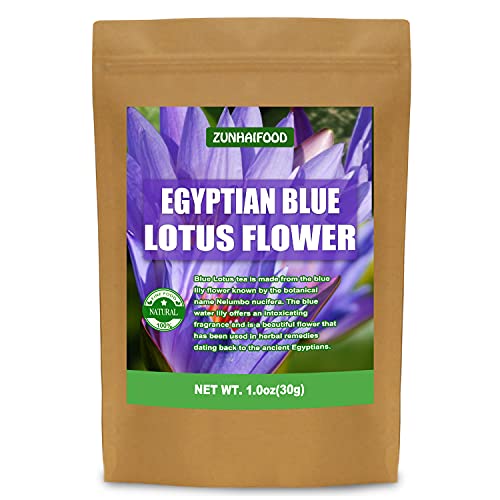 ZUNHAIFOOD
EGYPTIAN BLUE
LOTUS FLOWER
Blue Lotus tea is made from the blue
lily flower known by the botanical
name Nelumbo nucifera. The blue
water lily offers an intoxicating
fragrance and is a beautiful flower that
has been used in herbal remedies
dating back to the ancient Egyptians.
NATURAL
100%
NET WT. 1.0oz(30g)